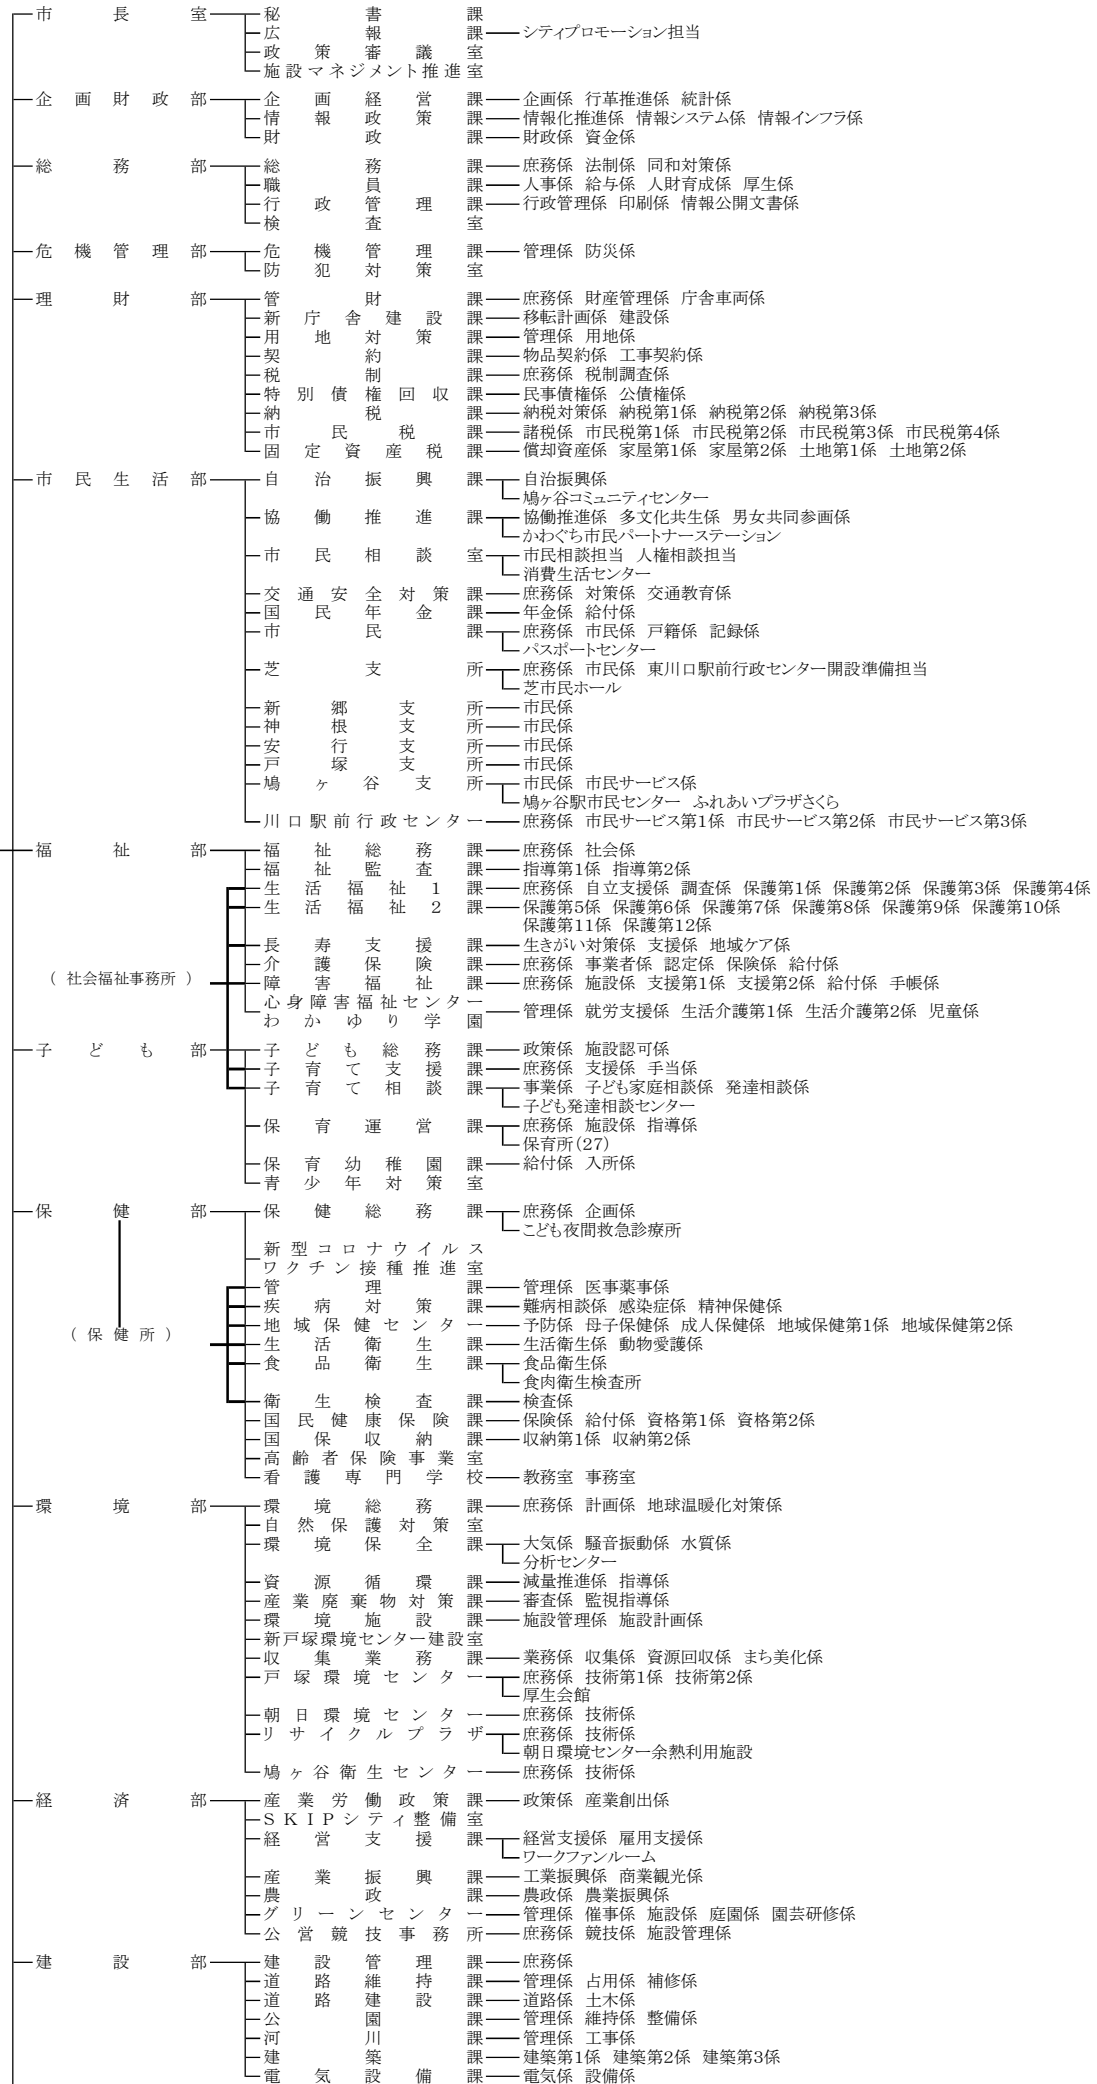 市長室 秘書課
広報課 シティプロモーション担当
政策審議室
施設マネジメント推進室
企画財政部 企画経営課 企画係 行革推進係 統計係
情報政策課 情報化推進係 情報システム係 情報インフラ係
財政課 財政係 資金係
総務部 総務課 庶務係 法制係 同和対策係
職員課 人事係 給与係 人財育成係 厚生係
行政管理課 行政管理係 印刷係 情報公開文書係
検査室
危機管理部 危機管理課 管理係 防災係
防犯対策室
理財部 管財課 庶務係 財産管理係 庁舎車両係
新庁舎建設課 移転計画係 建設係
用地対策課 管理係 用地係
契約課 物品契約係 工事契約係
税制課 庶務係 税制調査係
特別債権回収課 民事債権係 公債権係
納税課 納税対策係 納税第1係 納税第2係 納税第3係
市民税課 諸税係 市民税第1係 市民税第2係 市民税第3係 市民税第4係
固定資産税課 償却資産係 家屋第1係 家屋第2係 土地第1係 土地第2係
市民生活部 自治振興課 自治振興係
鳩ヶ谷コミュニティセンター
協働推進課 協働推進係 多文化共生係 男女共同参画係
かわぐち市民パートナーステーション
市民相談室 市民相談担当 人権相談担当
消費生活センター
交通安全対策課 庶務係 対策係 交通教育係
国民年金課 年金係 給付係
市民課 庶務係 市民係 戸籍係 記録係
パスポートセンター
芝支所 庶務係 市民係 東川口駅前行政センター開設準備担当
芝市民ホール
新郷支所 市民係
神根支所 市民係
安行支所 市民係
戸塚支所 市民係
鳩ヶ谷支所 市民係 市民サービス係
鳩ヶ谷駅市民センター ふれあいプラザさくら
川口駅前行政センター 庶務係 市民サービス第1係 市民サービス第2係 市民サービス第3係
福祉部 福祉総務課 庶務係 社会係
福祉監査課 指導第1係 指導第2係
生活福祉1課 庶務係 自立支援係 調査係 保護第1係 保護第2係 保護第3係 保護第4係
生活福祉2課 保護第5係 保護第6係 保護第7係 保護第8係 保護第9係 保護第10係
保護第11係 保護第12係
長寿支援課 生きがい対策係 支援係 地域ケア係
介護保険課 庶務係 事業者係 認定係 保険係 給付係
(社会福祉事務所) 障害福祉課 庶務係 施設係 支援第1係 支援第2係 給付係 手帳係
心身障害福祉センター
わかゆり学園 管理係 就労支援係 生活介護第1係 生活介護第2係 児童係
子ども部 子ども総務課 政策係 施設認可係
子育て支援課 庶務係 支援係 手当係
子育て相談課 事業係 子ども家庭相談係 発達相談係
子ども発達相談センター
保育運営課 庶務係 施設係 指導係
保育所(27)
保育幼稚園課 給付係 入所係
青少年対策室
保健部 保健総務課 庶務係 企画係
こども夜間救急診療所
新型コロナウイルス
ワクチン接種推進室
管理課 管理係 医事薬事係
疾病対策課 難病相談係 感染症係 精神保健係
(保健所) 地域保健センター 予防係 母子保健係 成人保健係 地域保健第1係 地域保健第2係
生活衛生課 生活衛生係 動物愛護係
食品衛生課 食品衛生係
食肉衛生検査所
衛生検査課 検査係
国民健康保険課 保険係 給付係 資格第1係 資格第2係
国保収納課 収納第1係 収納第2係
高齢者保険事業室
看護専門学校 教務室 事務室
環境部 環境総務課 庶務係 計画係 地球温暖化対策係
自然保護対策室
環境保全課 大気係 騒音振動係 水質係
分析センター
資源循環課 減量推進係 指導係
産業廃棄物対策課 審査係 監視指導係
環境施設課 施設管理係 施設計画係
新戸塚環境センター建設室
収集業務課 業務係 収集係 資源回収係 まち美化係
戸塚環境センター 庶務係 技術第1係 技術第2係
厚生会館
朝日環境センター 庶務係 技術係
リサイクルプラザ 庶務係 技術係
朝日環境センター余熱利用施設
鳩ヶ谷衛生センター 庶務係 技術係
経済部 産業労働政策課 政策係 産業創出係
SKIPシティ整備室
経営支援課 経営支援係 雇用支援係
ワークファンルーム
産業振興課 工業振興係 商業観光係
農政課 農政係 農業振興係
グリーンセンター 管理係 催事係 施設係 庭園係 園芸研修係
公営競技事務所 庶務係 競技係 施設管理係
建設部 建設管理課 庶務係
道路維持課 管理係 占用係 補修係
道路建設課 道路係 土木係
公園課 管理係 維持係 整備係
河川課 管理係 工事係
建築課 建築第1係 建築第2係 建築第3係
電気設備課 電気係 設備係